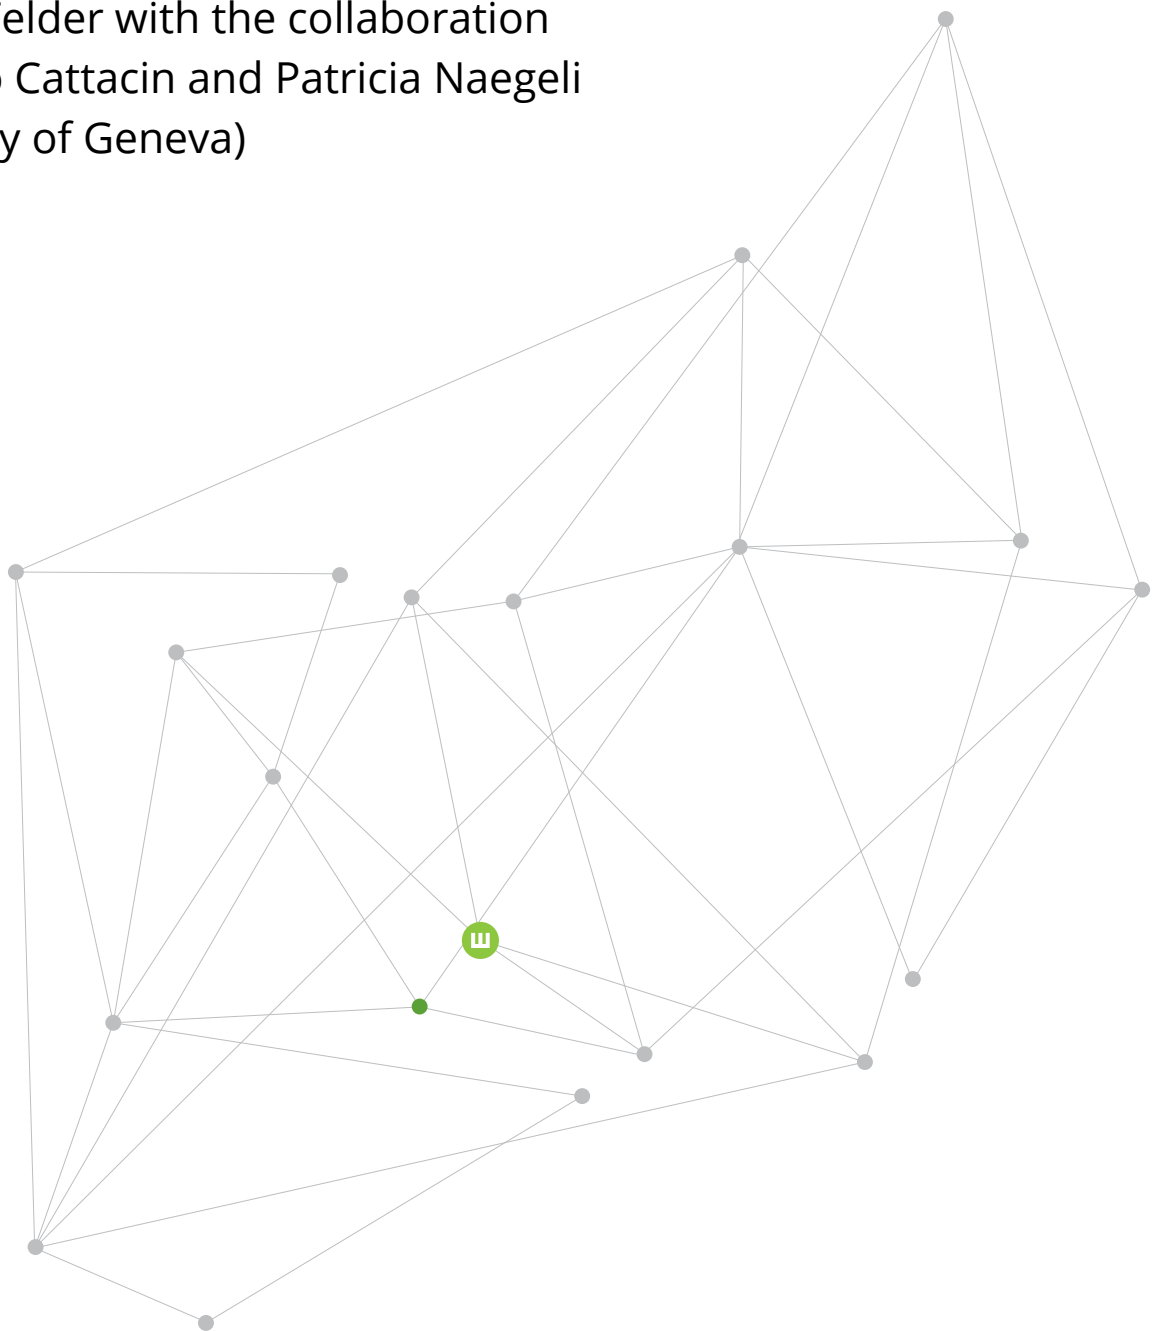 elder with the collaboration
Cattacin and Patricia Naegeli
y of Geneva)